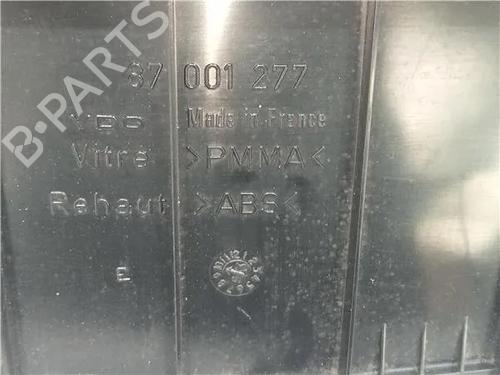 B-PARTS
87 001 277
VDO Made in France
Vitre >PMMA<
Rehaut >ABS<
E